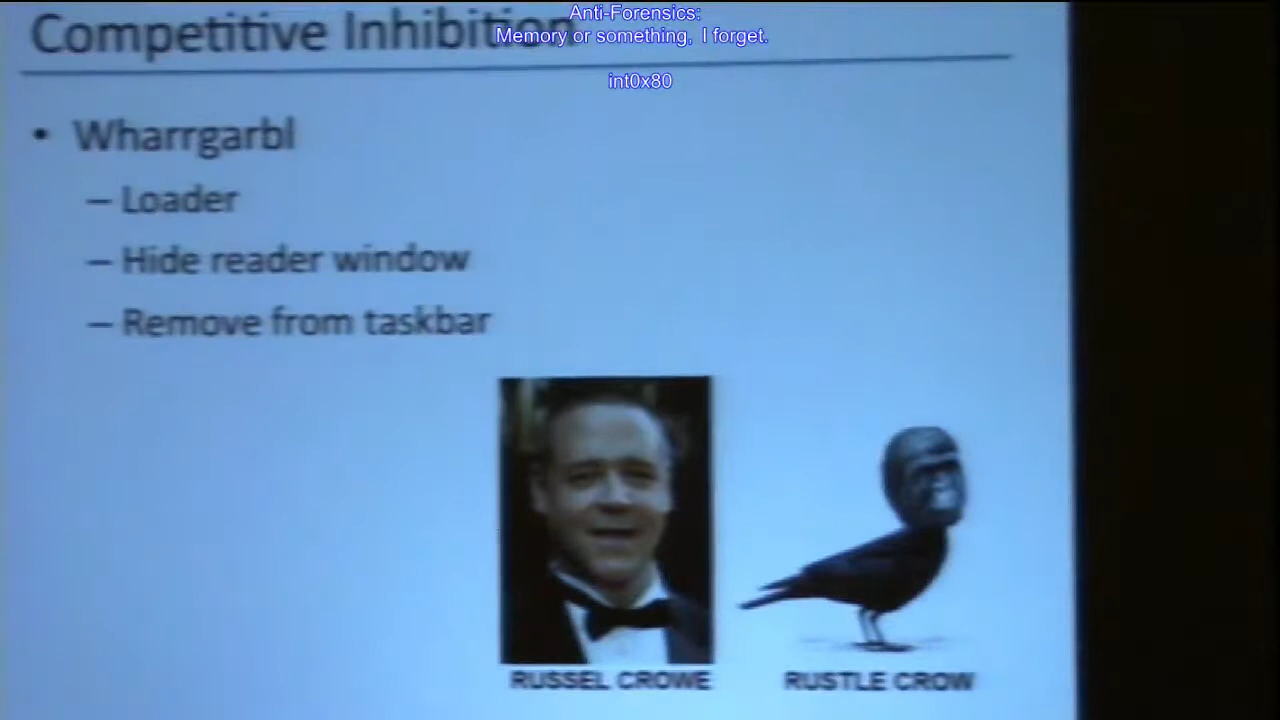 Anti-Forensics:
Memory or something, I forget.
int0x80
Competitive Inhibition
• Wharrgarbl
– Loader
– Hide reader window
– Remove from taskbar
RUSSEL CROWE
RUSTLE CROW